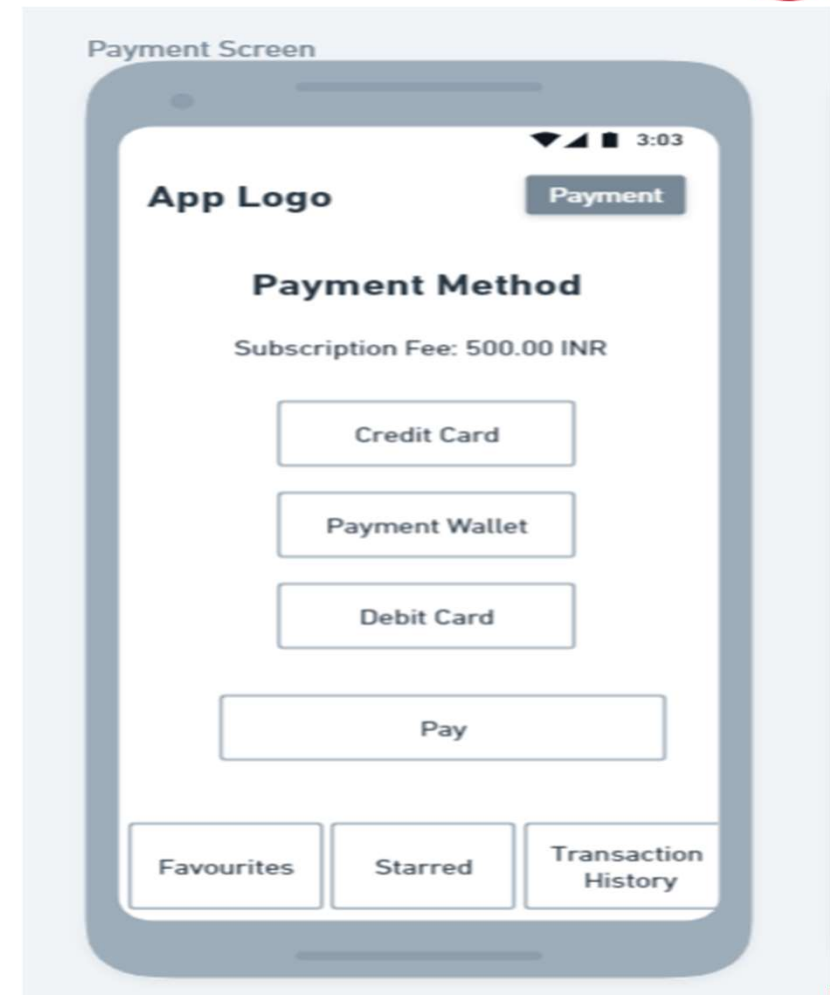 Payment Screen
3:03
App Logo
Payment
Payment Method
Subscription Fee: 500.00 INR
Credit Card
Payment Wallet
Debit Card
Pay
Favourites
Starred
Transaction
History